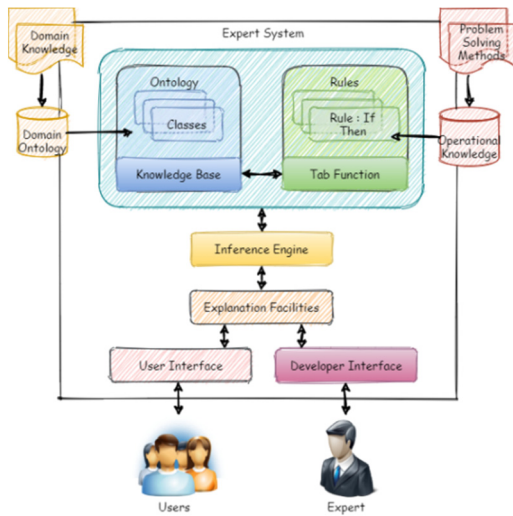 Domain
Knowledge
Expert System
Problem
Solving
Methods
Ontology
Classes
Rules
Rule : If
Then
Domain
Ontology
Operational
Knowledge
Knowledge Base
Tab Function
Inference Engine
Explanation Facilities
User Interface
Developer Interface
Users
Expert